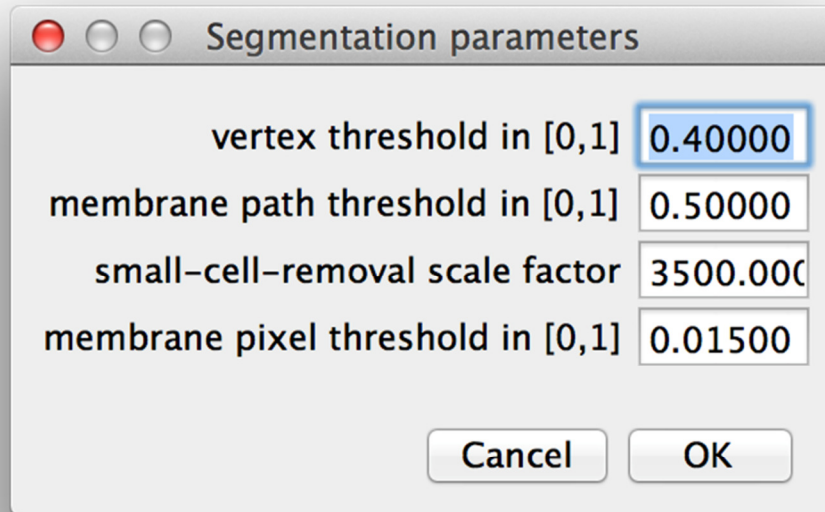 Segmentation parameters
vertex threshold in [0,1] 0.40000
membrane path threshold in [0,1] 0.50000
small-cell-removal scale factor 3500.00(
membrane pixel threshold in [0,1] 0.01500
Cancel OK